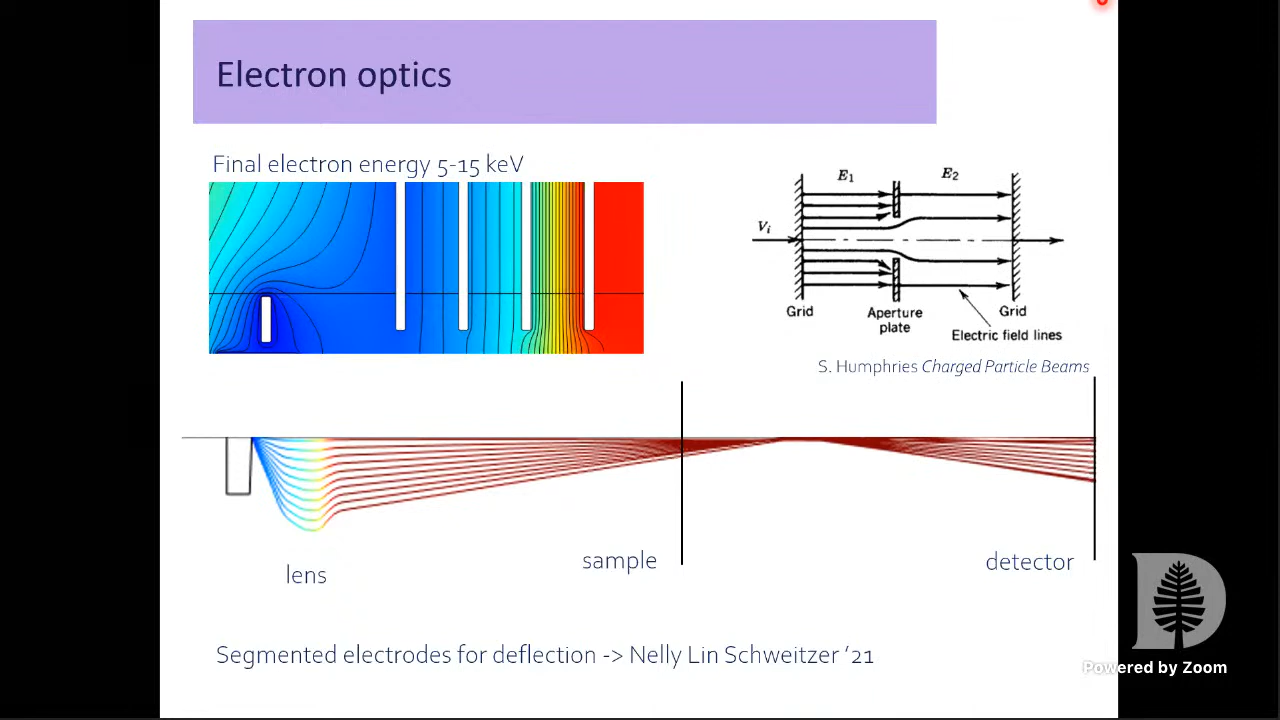 Electron optics
Final electron energy 5-15 keV
E₁
E₂
Vᵢ
Grid
Aperture
plate
Grid
Electric field lines
S. Humphries Charged Particle Beams
lens
sample
detector
Segmented electrodes for deflection -> Nelly Lin Schweitzer ‘21
D
Powered by Zoom